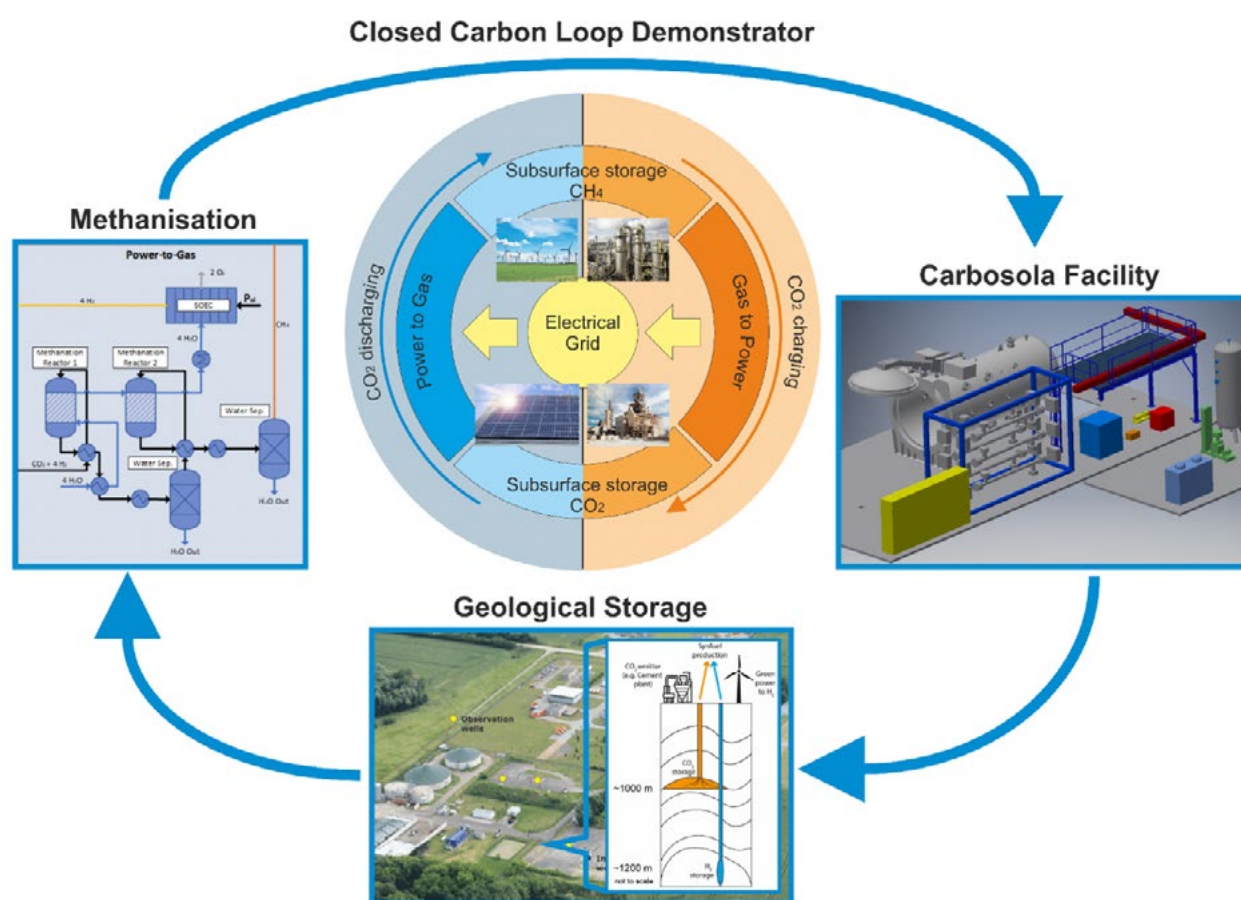 Closed Carbon Loop Demonstrator
Methanisation
Power-to-Gas
2 O₂
4 H₂
SOEC
Pel
CH₄
4 H₂O
Methanation
Reactor 1
Methanation
Reactor 2
Water Sep.
CO₂ + 4 H₂
4 H₂O
Water Sep.
H₂O Out
H₂O Out
Subsurface storage
CH₄
CO₂ discharging
Power to Gas
Electrical
Grid
Gas to Power
CO₂ charging
Subsurface storage
CO₂
Carbosola Facility
Geological Storage
Observation
wells
Synfuel
production
CO₂ emitter
(e.g. Cement
plant)
Green
power
to H₂
CO₂
storage
~1000 m
~1200 m
not to scale
H₂
storage